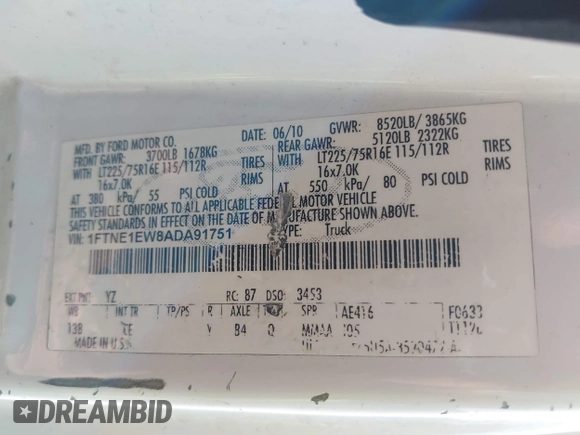 MFD. BY FORD MOTOR CO.
DATE: 06/10 GVWR: 8520LB/ 3865KG
FRONT GAWR: 3700LB 1678KG REAR GAWR: 5120LB 2322KG
WITH LT225/75R16E 115/112R TIRES WITH LT225/75R16E 115/112R TIRES
16x7.0K RIMS 16x7.0K RIMS
AT 380 kPa/ 55 PSI COLD AT 550 kPa/ 80 PSI COLD
THIS VEHICLE CONFORMS TO ALL APPLICABLE FEDERAL MOTOR VEHICLE
SAFETY STANDARDS IN EFFECT ON THE DATE OF MANUFACTURE SHOWN ABOVE.
VIN: 1FTNE1EW8ADA91751 TYPE: Truck
EXT PNT: YZ RC: 87 DSO: 3453
WB INT TR TP/PS R AXLE SPR AE416 F0633
138 CE B4 Q
MADE IN U.S.A.
DREAMBID